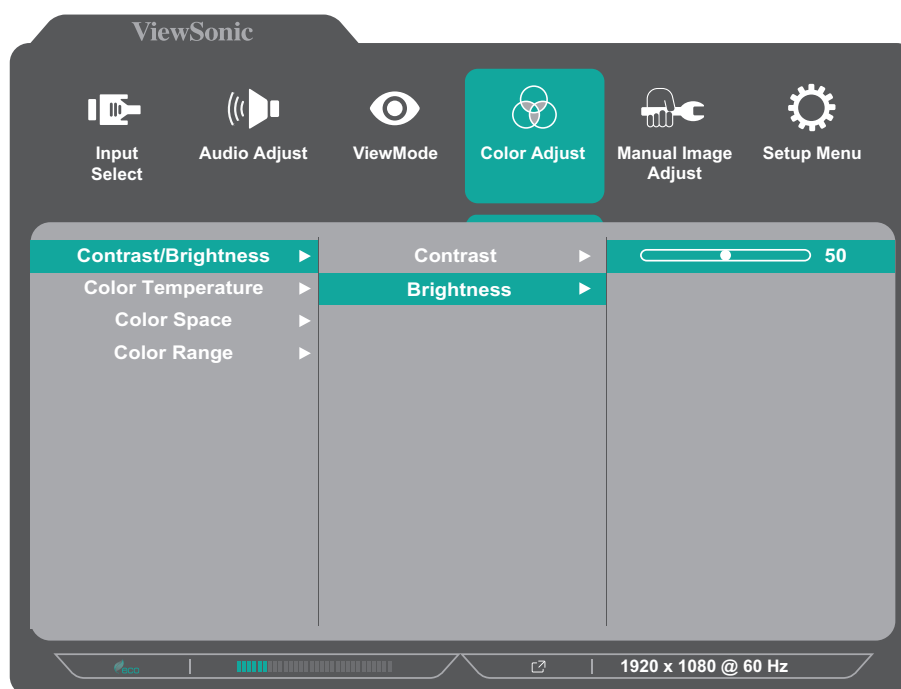 ViewSonic
Input Select
Audio Adjust
ViewMode
Color Adjust
Manual Image Adjust
Setup Menu
Contrast/Brightness
Contrast
50
Color Temperature
Brightness
Color Space
Color Range
eco
1920 x 1080 @ 60 Hz